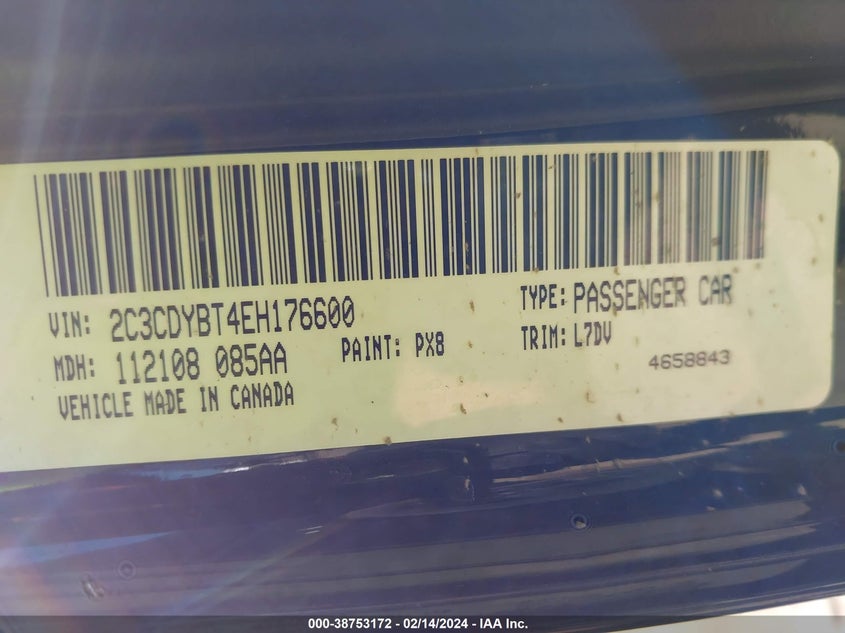 VIN: 2C3CDYBT4EH176600
TYPE: PASSENGER CAR
MDH: 112108 085AA
PAINT: PX8
TRIM: L7DV
4658843
VEHICLE MADE IN CANADA
000-38753172 - 02/14/2024 - IAA Inc.